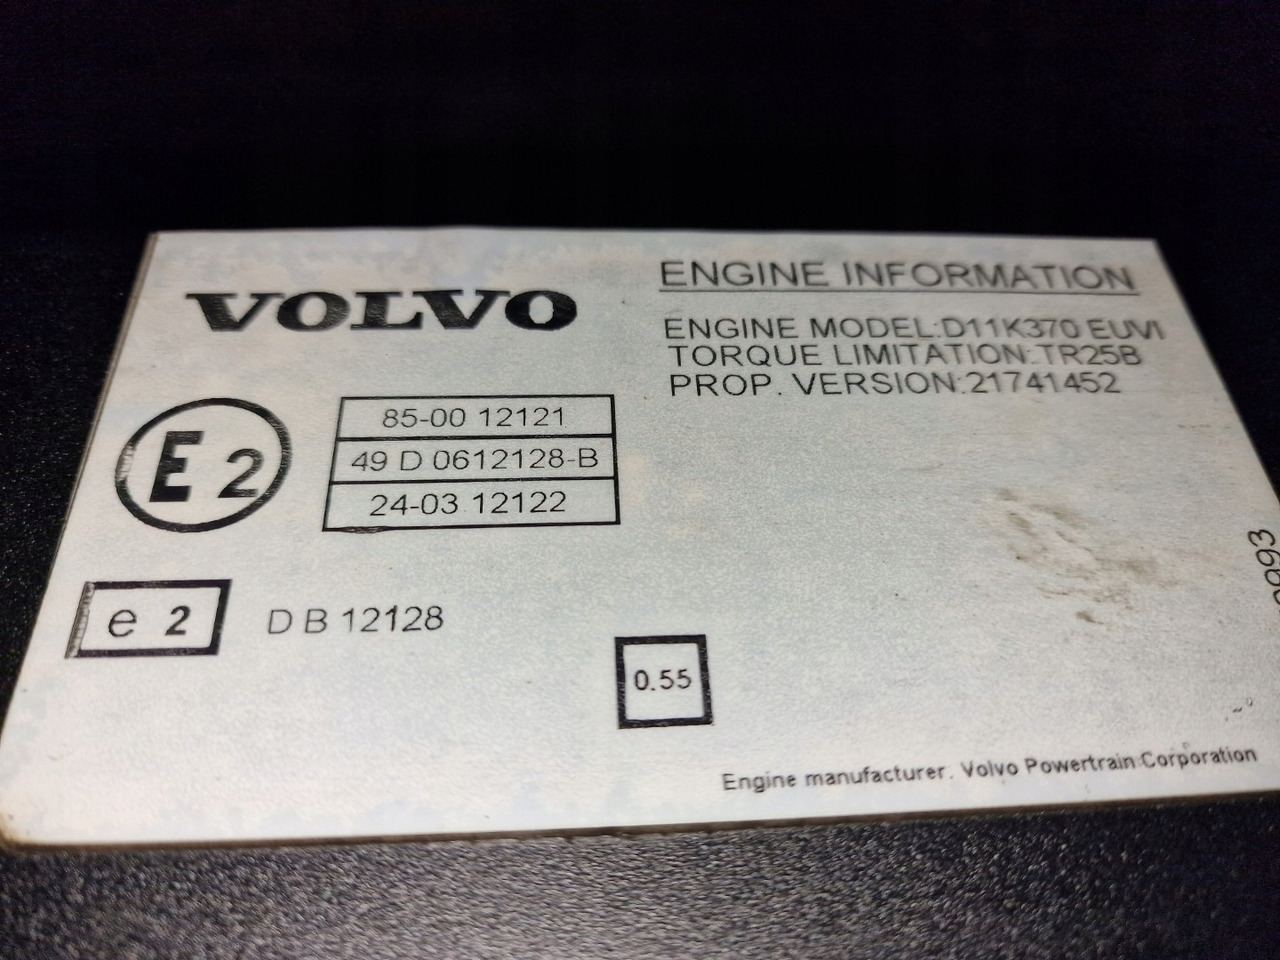 VOLVO
ENGINE INFORMATION
ENGINE MODEL:D11K370 EUVI
TORQUE LIMITATION:TR25B
PROP. VERSION:21741452
E2
85-00 12121
49 D 0612128-B
24-03 12122
e 2
D B 12128
0.55
Engine manufacturer: Volvo Powertrain Corporation